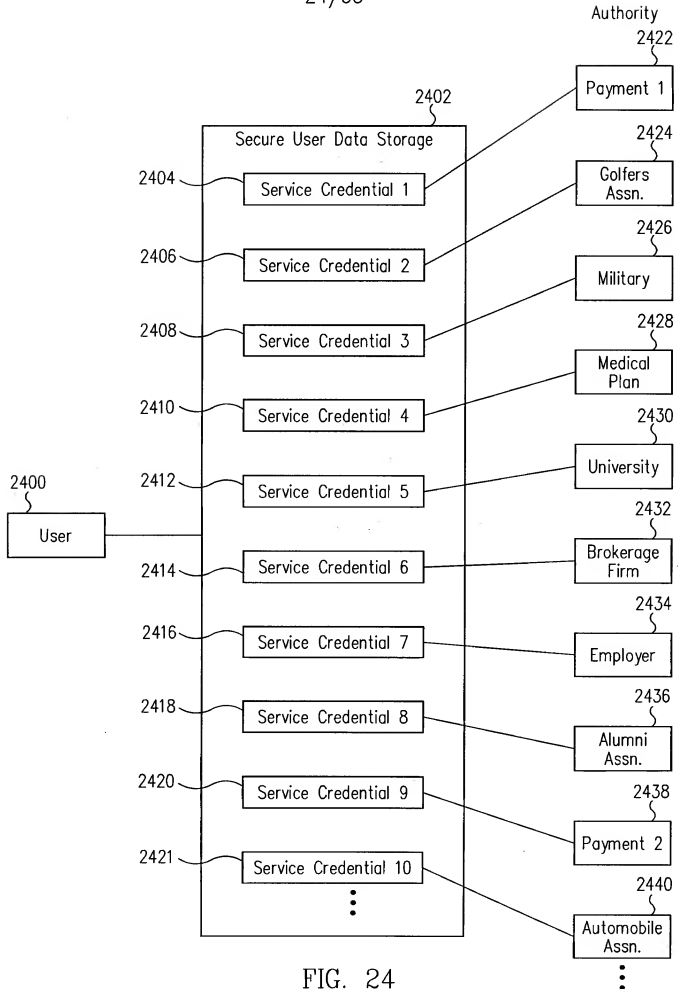 Authority
2422
Payment 1
2402
Secure User Data Storage
2424
Golfers
Assn.
2404
Service Credential 1
2426
Military
2406
Service Credential 2
2428
Medical
Plan
2408
Service Credential 3
2430
University
2410
Service Credential 4
2432
Brokerage
Firm
2412
Service Credential 5
2400
User
2434
Employer
2414
Service Credential 6
2416
Service Credential 7
2436
Alumni
Assn.
2418
Service Credential 8
2438
Payment 2
2420
Service Credential 9
2421
Service Credential 10
2440
Automobile
Assn.
FIG. 24